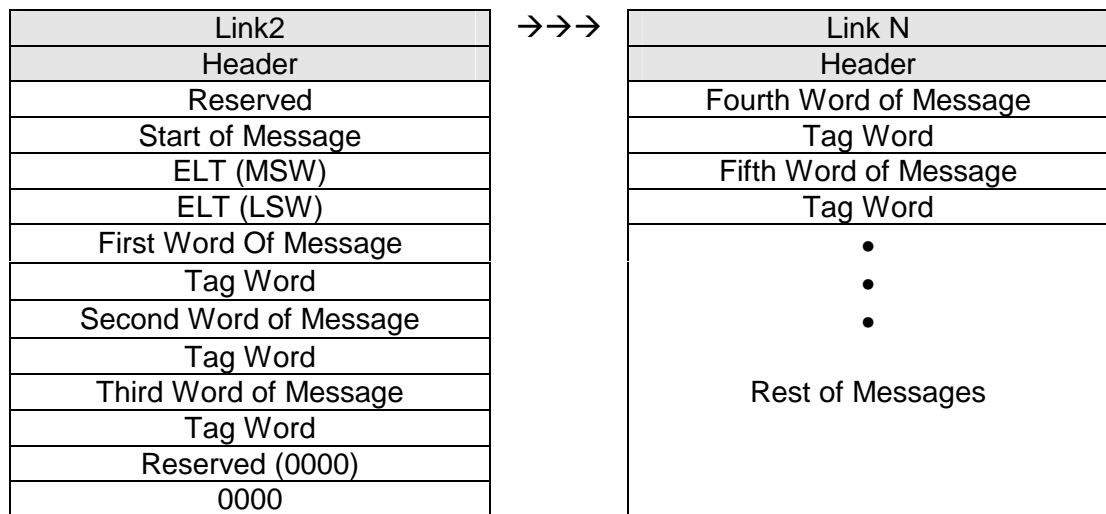 Link2
Header
Reserved
Start of Message
ELT (MSW)
ELT (LSW)
First Word Of Message
Tag Word
Second Word of Message
Tag Word
Third Word of Message
Tag Word
Reserved (0000)
0000
→→→
Link N
Header
Fourth Word of Message
Tag Word
Fifth Word of Message
Tag Word
•
•
•
Rest of Messages